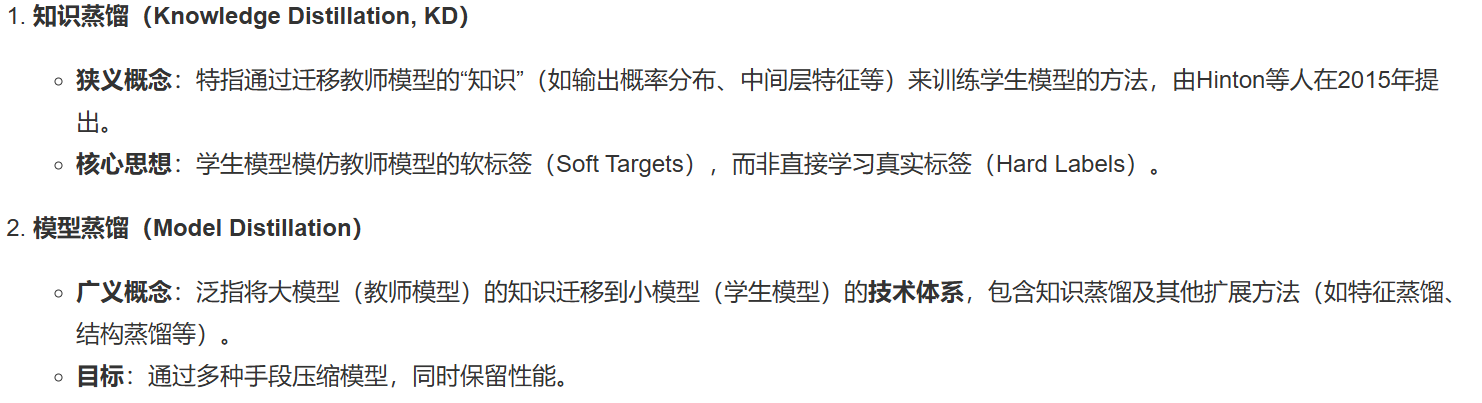 1. 知识蒸馏（Knowledge Distillation, KD）
狭义概念：特指通过迁移教师模型的“知识”（如输出概率分布、中间层特征等）来训练学生模型的方法，由Hinton等人在2015年提
出。
核心思想：学生模型模仿教师模型的软标签（Soft Targets），而非直接学习真实标签（Hard Labels）。
2. 模型蒸馏（Model Distillation）
广义概念：泛指将大模型（教师模型）的知识迁移到小模型（学生模型）的技术体系，包含知识蒸馏及其他扩展方法（如特征蒸馏、
结构蒸馏等）。
目标：通过多种手段压缩模型，同时保留性能。